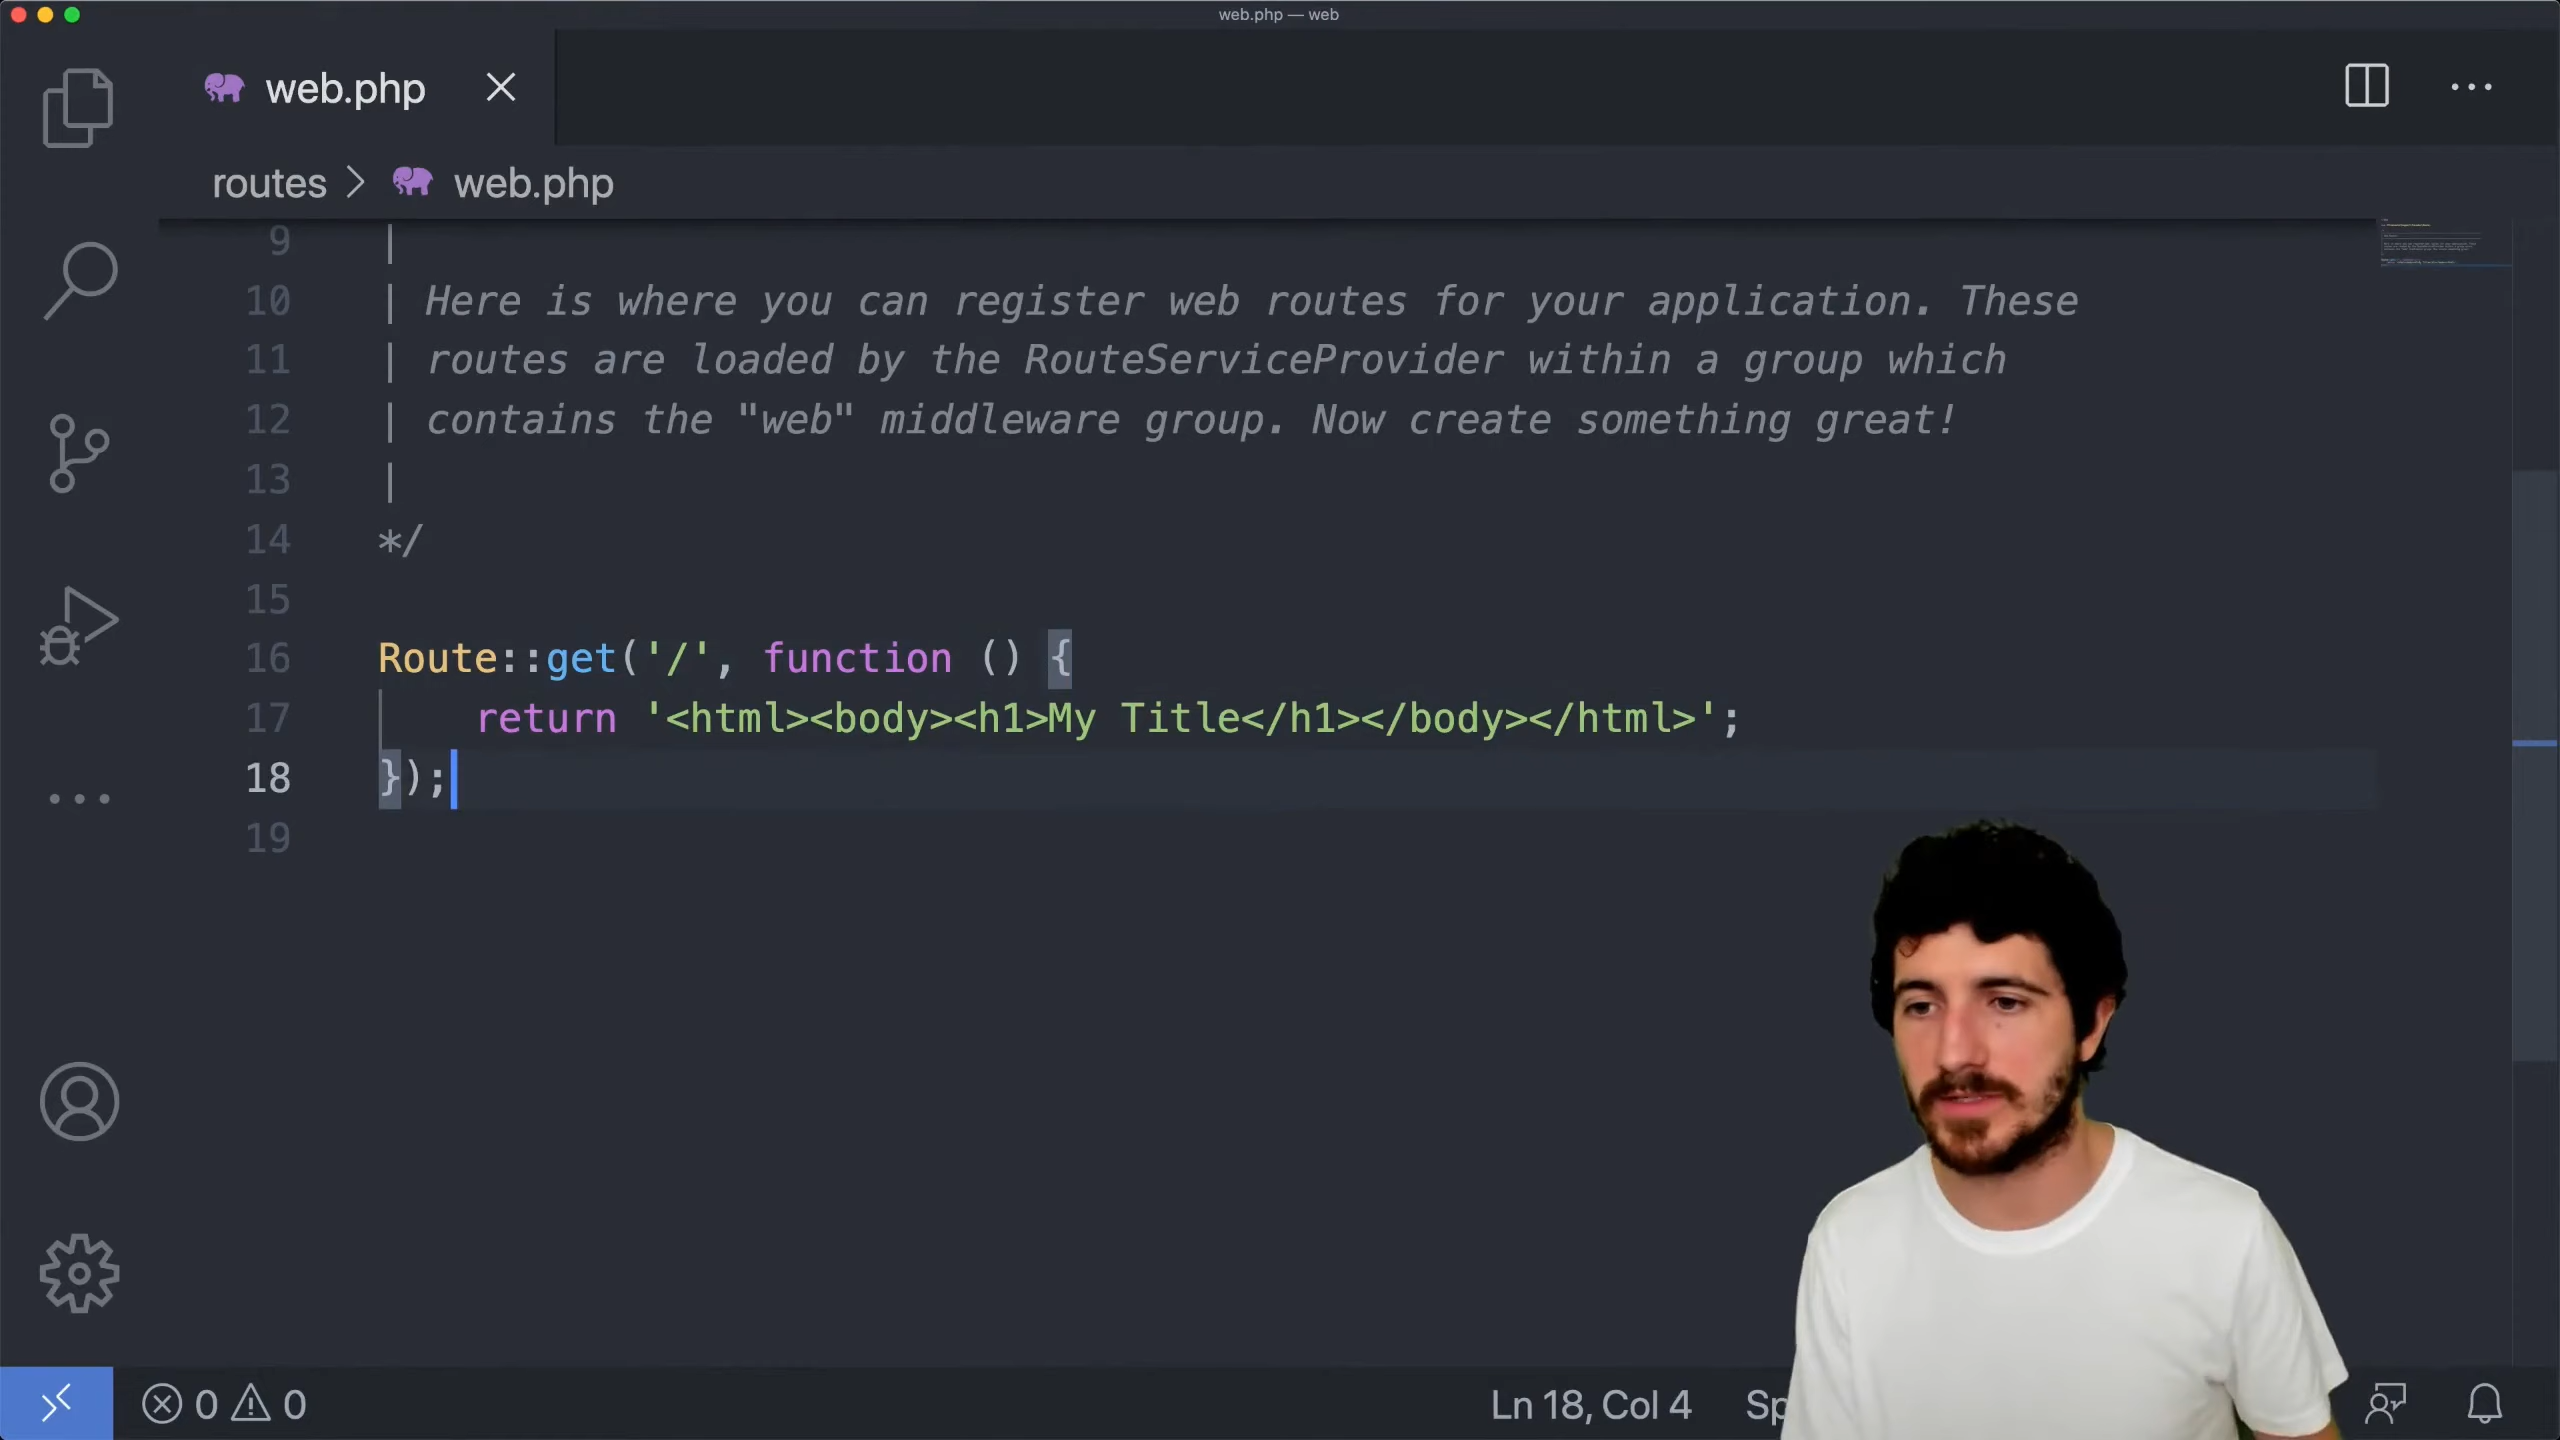 web.php — web
web.php
routes > web.php
9 |
10 | Here is where you can register web routes for your application. These
11 | routes are loaded by the RouteServiceProvider within a group which
12 | contains the "web" middleware group. Now create something great!
13 |
14 */
15
16 Route::get('/', function () {
17 return '<html><body><h1>My Title</h1></body></html>';
18 });
19
0 0
Ln 18, Col 4 Sp